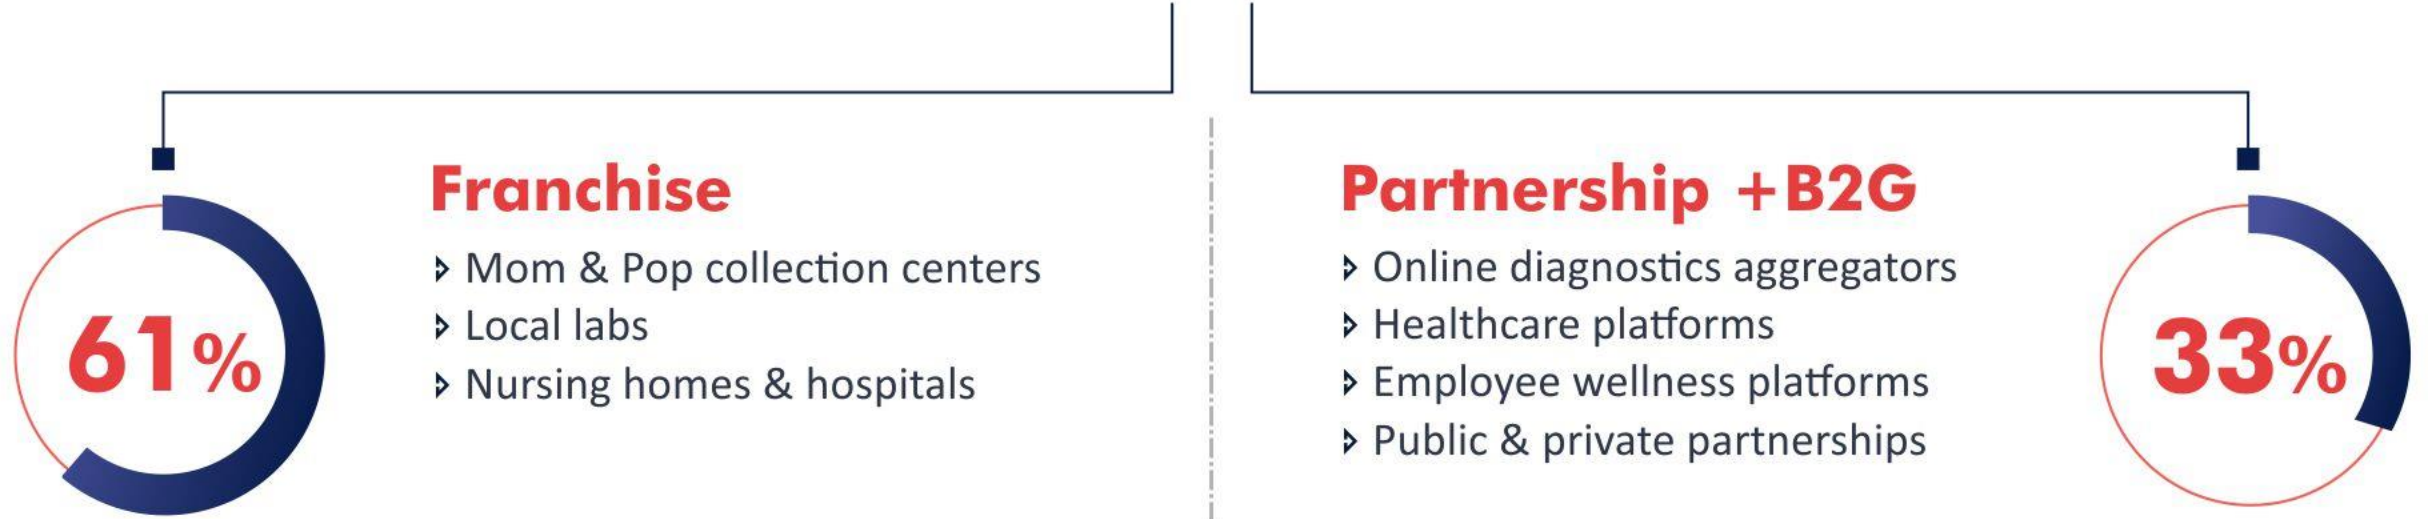 Franchise
Mom & Pop collection centers
Local labs
Nursing homes & hospitals
61%
Partnership +B2G
Online diagnostics aggregators
Healthcare platforms
Employee wellness platforms
Public & private partnerships
33%